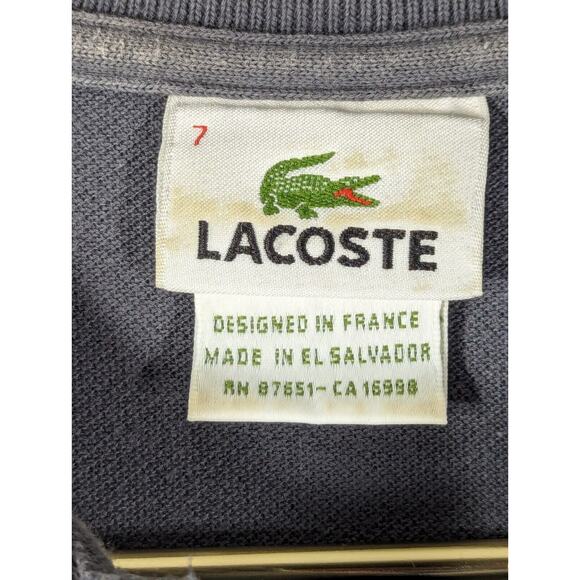 7
LACOSTE
DESIGNED IN FRANCE
MADE IN EL SALVADOR
RN 87651-CA 16998